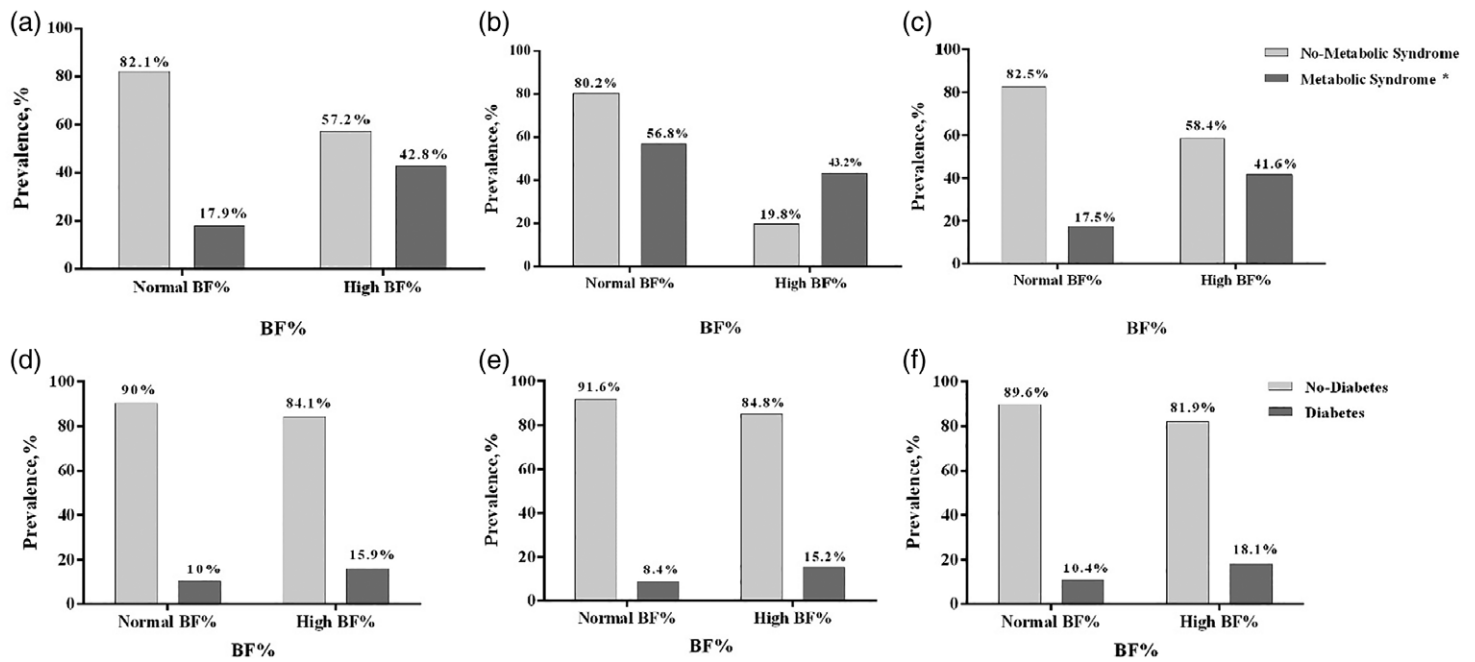 (a)
Prevalence,%
100
80
60
40
20
0
82.1%
17.9%
57.2%
42.8%
Normal BF%
High BF%
BF%
(b)
Prevalence,%
100
80
60
40
20
0
80.2%
56.8%
19.8%
43.2%
Normal BF%
High BF%
BF%
(c)
Prevalence,%
100
80
60
40
20
0
82.5%
17.5%
58.4%
41.6%
Normal BF%
High BF%
BF%
No-Metabolic Syndrome
Metabolic Syndrome *
(d)
Prevalence,%
100
80
60
40
20
0
90%
10%
84.1%
15.9%
Normal BF%
High BF%
BF%
(e)
Prevalence,%
100
80
60
40
20
0
91.6%
8.4%
84.8%
15.2%
Normal BF%
High BF%
BF%
(f)
Prevalence,%
100
80
60
40
20
0
89.6%
10.4%
81.9%
18.1%
Normal BF%
High BF%
BF%
No-Diabetes
Diabetes